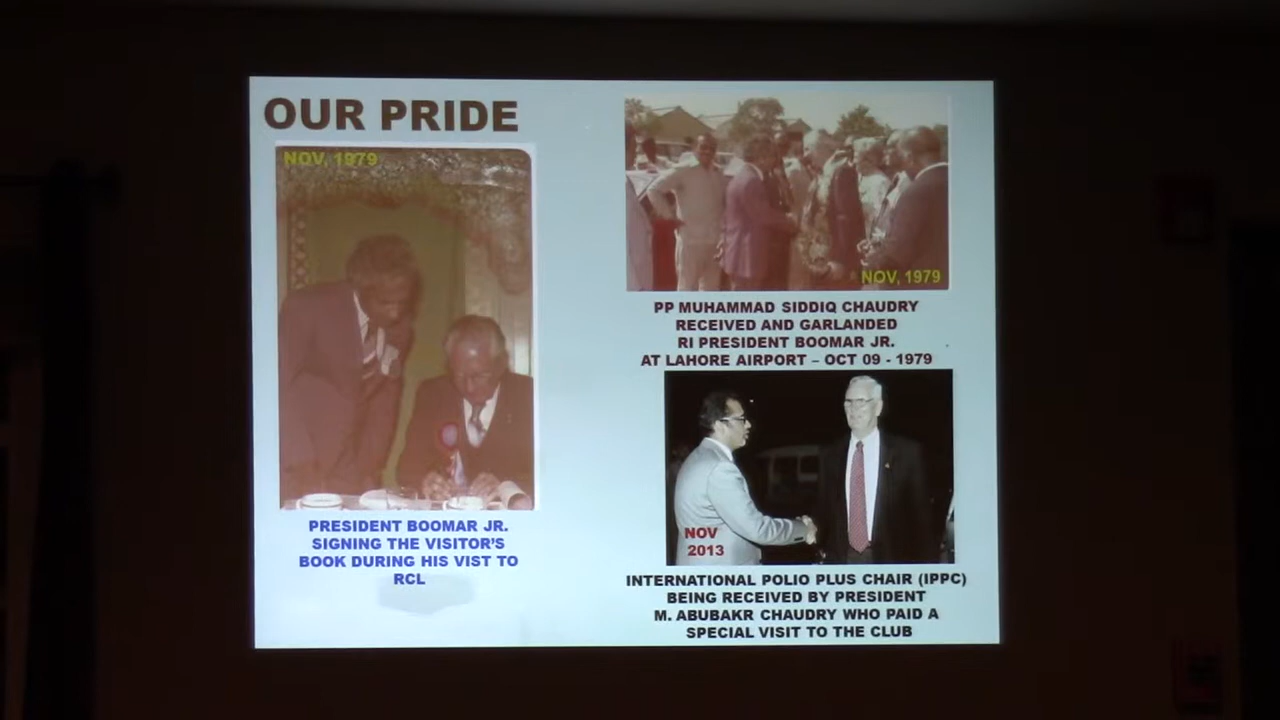 OUR PRIDE
NOV, 1979
PRESIDENT BOOMAR JR.
SIGNING THE VISITOR'S
BOOK DURING HIS VIST TO
RCL
NOV, 1979
PP MUHAMMAD SIDDIQ CHAUDRY
RECEIVED AND GARLANDED
RI PRESIDENT BOOMAR JR.
AT LAHORE AIRPORT – OCT 09 - 1979
NOV
2013
INTERNATIONAL POLIO PLUS CHAIR (IPPC)
BEING RECEIVED BY PRESIDENT
M. ABUBAKR CHAUDRY WHO PAID A
SPECIAL VISIT TO THE CLUB